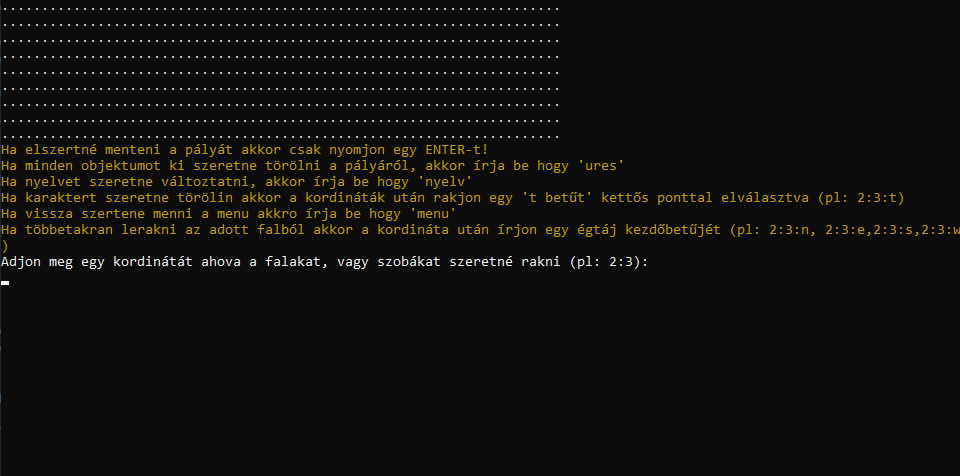 ......................................................................
......................................................................
......................................................................
......................................................................
......................................................................
......................................................................
......................................................................
......................................................................
......................................................................
Ha elszertné menteni a pályát akkor csak nyomjon egy ENTER-t!
Ha minden objektumot ki szeretne törölni a pályáról, akkor írja be hogy 'ures'
Ha nyelvet szeretne változtatni, akkor írja be hogy 'nyelv'
Ha karaktert szeretne törölin akkor a kordináták után rakjon egy 't betűt' kettős ponttal elválasztva (pl: 2:3:t)
Ha vissza szertene menni a menu akkro írja be hogy 'menu'
Ha többetakran lerakni az adott falból akkor a kordináta után írjon egy égtáj kezdőbetűjét (pl: 2:3:n, 2:3:e,2:3:s,2:3:w
)
Adjon meg egy kordinátát ahova a falakat, vagy szobákat szeretné rakni (pl: 2:3):